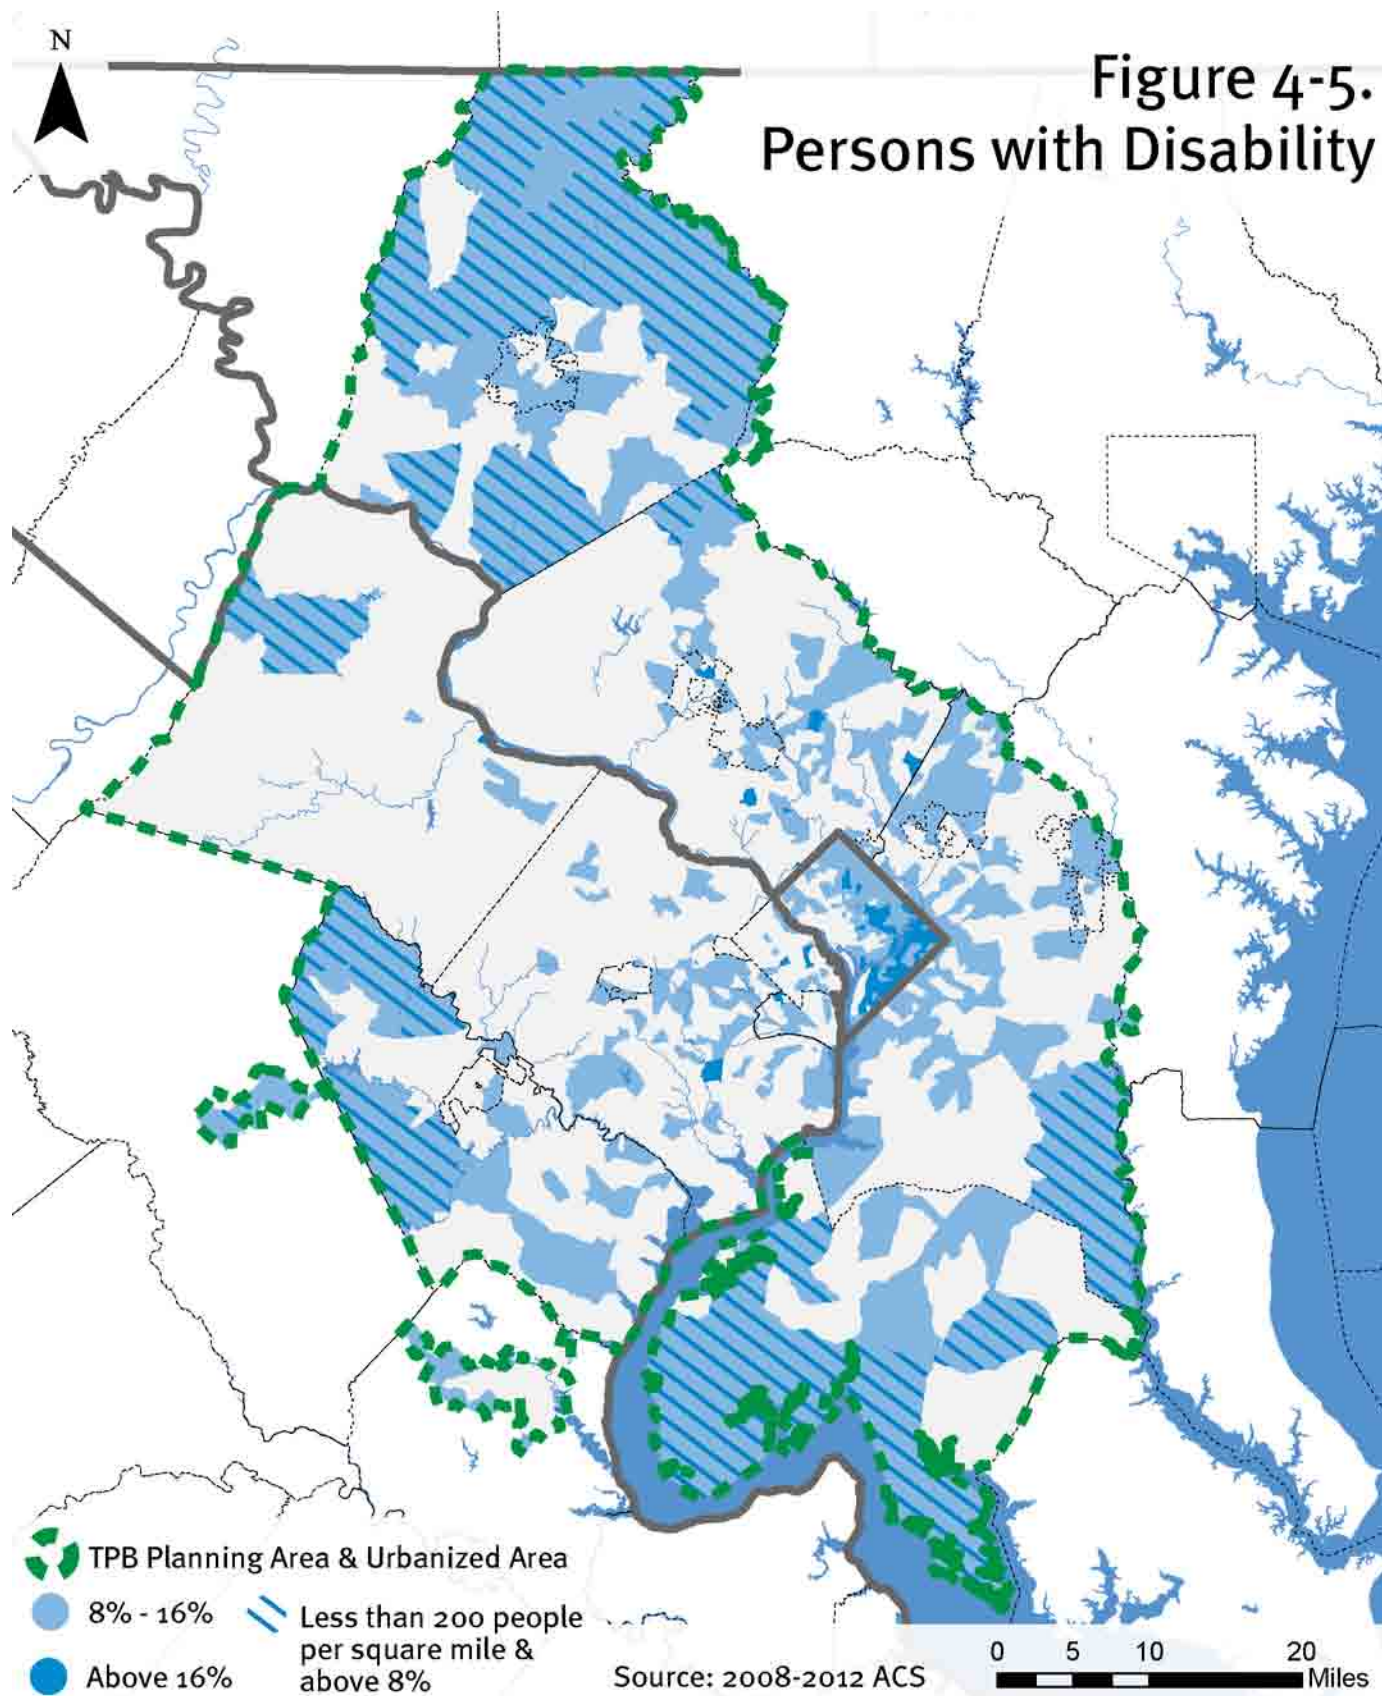 N
Figure 4-5.
Persons with Disability
TPB Planning Area & Urbanized Area
8% - 16%
Less than 200 people
per square mile &
above 8%
Above 16%
Source: 2008-2012 ACS
0 5 10 20
Miles